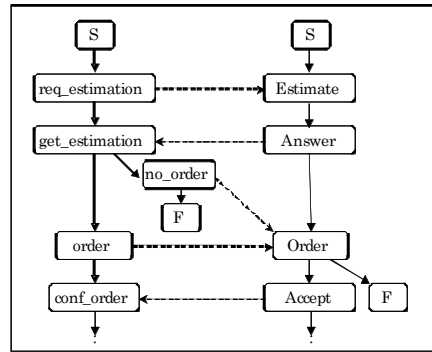 S
S
req_estimation
Estimate
get_estimation
Answer
no_order
F
order
Order
conf_order
Accept
F